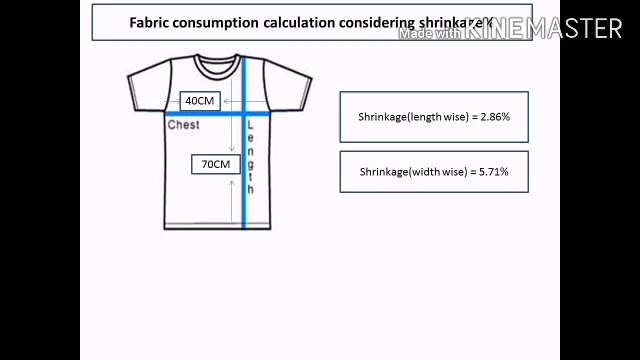 Fabric consumption calculation considering shrinkage%
Made with KINEMASTER
40CM
Chest
Length
70CM
Shrinkage(length wise) = 2.86%
Shrinkage(width wise) = 5.71%